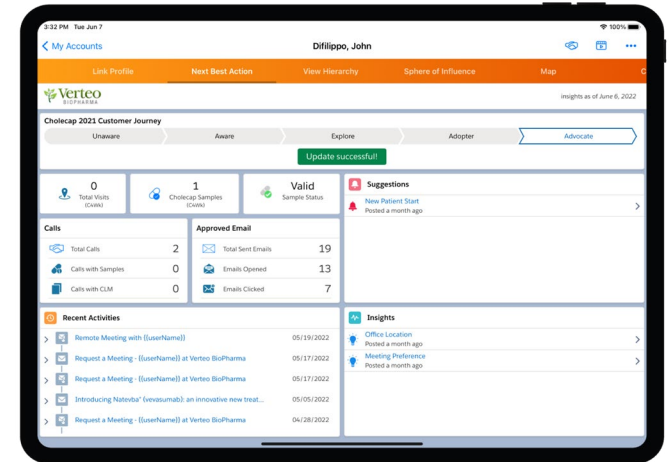 3:32 PM Tue Jun 7
100%
My Accounts
Difilippo, John
Link Profile
Next Best Action
View Hierarchy
Sphere of Influence
Map
C
Verteo
BIOPHARMA
insights as of June 6, 2022
Cholecap 2021 Customer Journey
Unaware
Aware
Explore
Adopter
Advocate
Update successful!
0
Total Visits
(C4Wk)
1
Cholecap Samples
(C4Wk)
Valid
Sample Status
Suggestions
New Patient Start
Posted a month ago
Calls
Total Calls 2
Calls with Samples 0
Calls with CLM 0
Approved Email
Total Sent Emails 19
Emails Opened 13
Emails Clicked 7
Recent Activities
Remote Meeting with {{userName}} 05/19/2022
Request a Meeting - {{userName}} at Verteo BioPharma 05/17/2022
Request a Meeting - {{userName}} at Verteo BioPharma 05/17/2022
Introducing Natevba® (vevasumab): an innovative new treat... 05/05/2022
Request a Meeting - {{userName}} at Verteo BioPharma 04/28/2022
Insights
Office Location
Posted a month ago
Meeting Preference
Posted a month ago